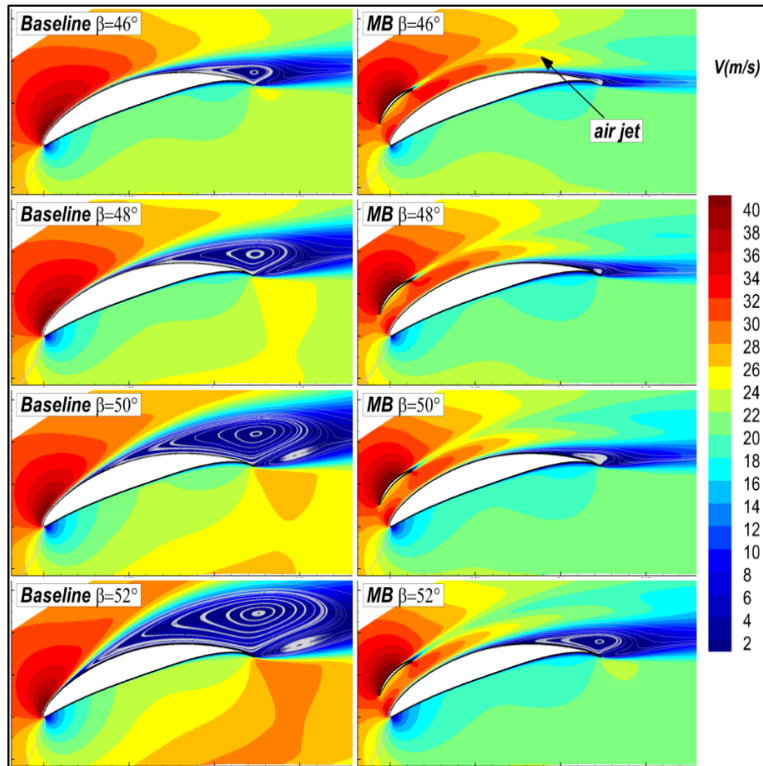 Baseline β=46°
MB β=46°
V(m/s)
air jet
Baseline β=48°
MB β=48°
40
38
36
34
32
30
28
26
24
22
20
18
16
14
12
10
8
6
4
2
Baseline β=50°
MB β=50°
Baseline β=52°
MB β=52°